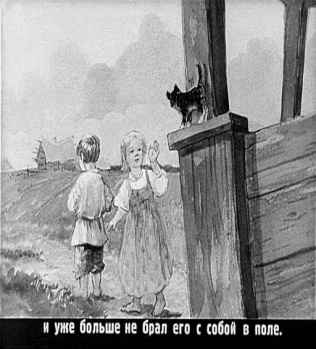 и уже больше не брал его с собой в поле.